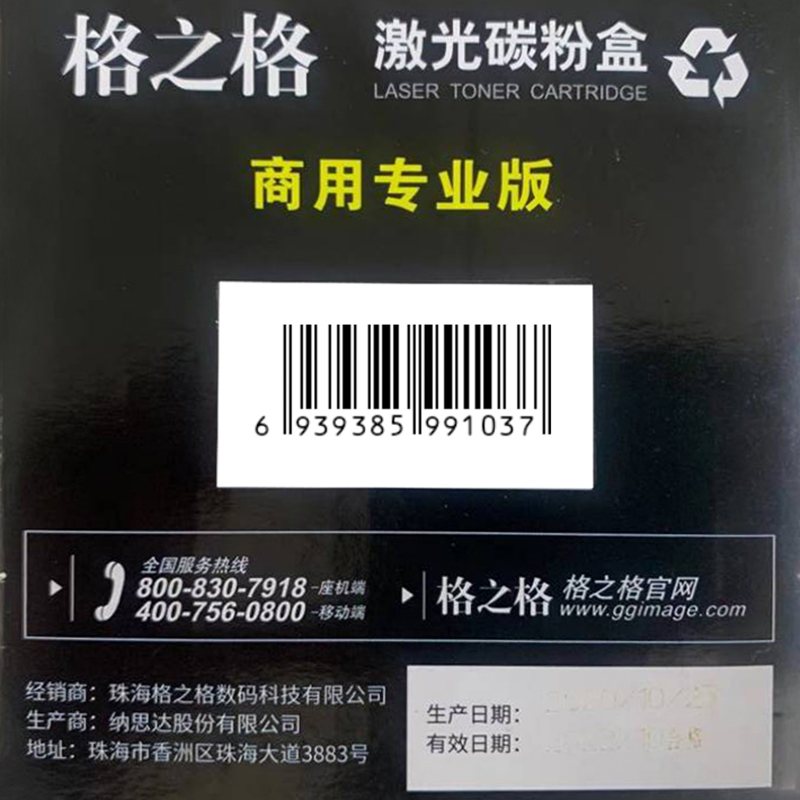 格之格 激光碳粉盒
LASER TONER CARTRIDGE
商用专业版
6 939385 991037
全国服务热线
800-830-7918 -座机端
400-756-0800 -移动端
格之格 格之格官网
www.ggimage.com
经销商：珠海格之格数码科技有限公司
生产商：纳思达股份有限公司
地址：珠海市香洲区珠海大道3883号
生产日期：
有效日期：